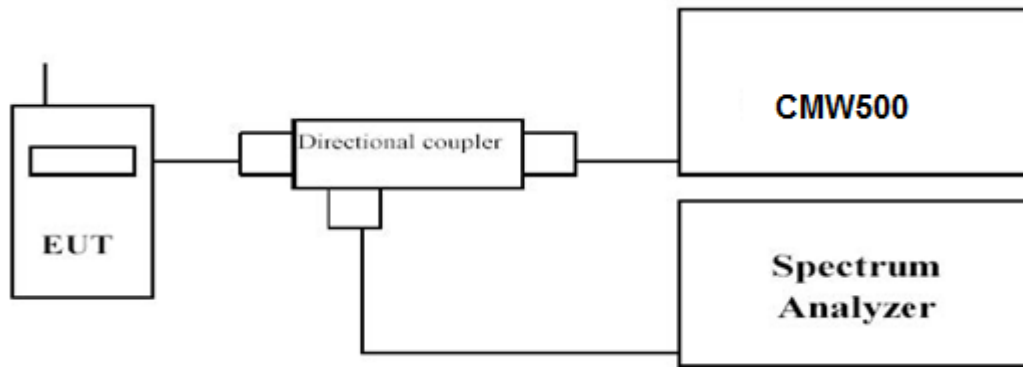 EUT
Directional coupler
CMW500
Spectrum
Analyzer